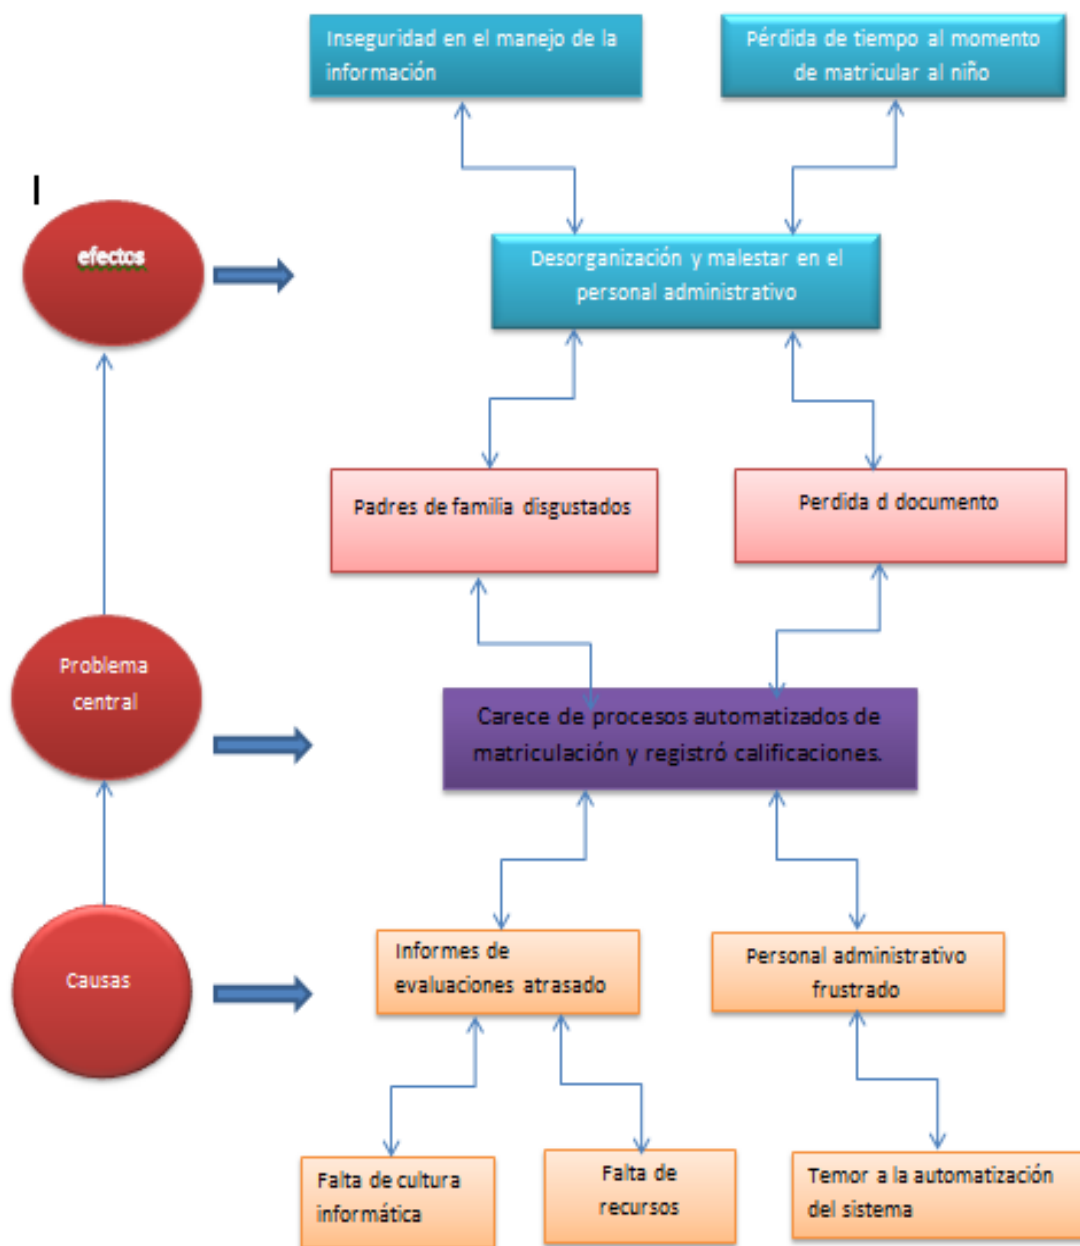 Inseguridad en el manejo de la
información
Pérdida de tiempo al momento
de matricular al niño
efectos
Desorganización y malestar en el
personal administrativo
Padres de familia disgustados
Perdida d documento
Problema
central
Carece de procesos automatizados de
matriculación y registró calificaciones.
Causas
Informes de
evaluaciones atrasado
Personal administrativo
frustrado
Falta de cultura
informática
Falta de
recursos
Temor a la automatización
del sistema